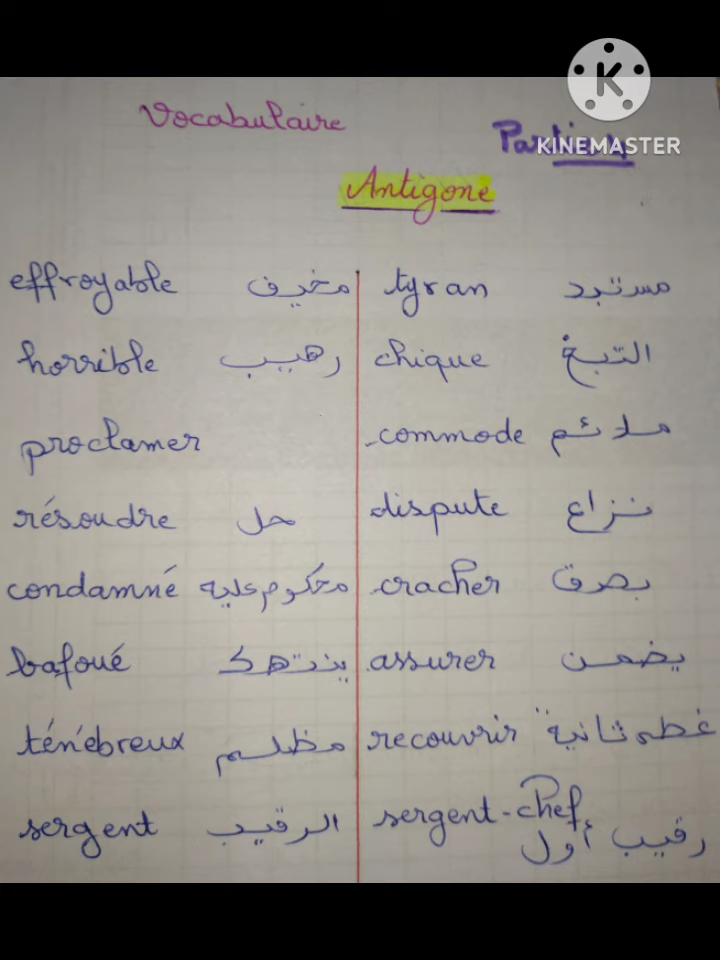 Vocabulaire
KINEMASTER
Antigone
effroyable مخيف tyran مستبد
horrible رهيب chique التبغ
proclamer commode ملائم
résoudre حل dispute نزاع
condamné محكوم عليه cracher بصق
bafoué ينتهك assurer يضمن
ténébreux مظلم recouvrir غطى ثانية
sergent الرقيب sergent-chef رقيب أول